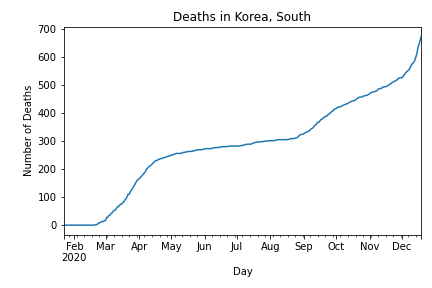 Deaths in Korea, South
Number of Deaths
700
600
500
400
300
200
100
0
Feb Mar Apr May Jun Jul Aug Sep Oct Nov Dec
2020
Day